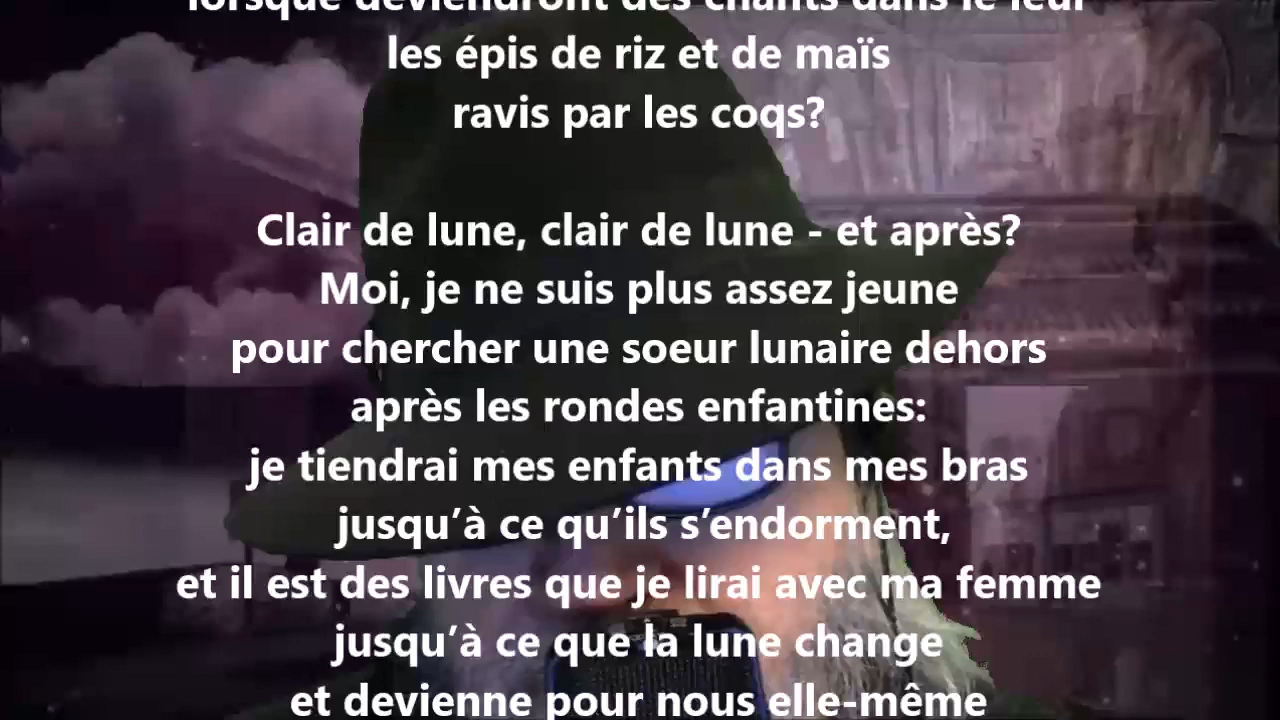 lorsque deviendront des chants dans le leur
les épis de riz et de maïs
ravis par les coqs?
Clair de lune, clair de lune - et après?
Moi, je ne suis plus assez jeune
pour chercher une soeur lunaire dehors
après les rondes enfantines:
je tiendrai mes enfants dans mes bras
jusqu’à ce qu’ils s’endorment,
et il est des livres que je lirai avec ma femme
jusqu’à ce que la lune change
et devienne pour nous elle-même